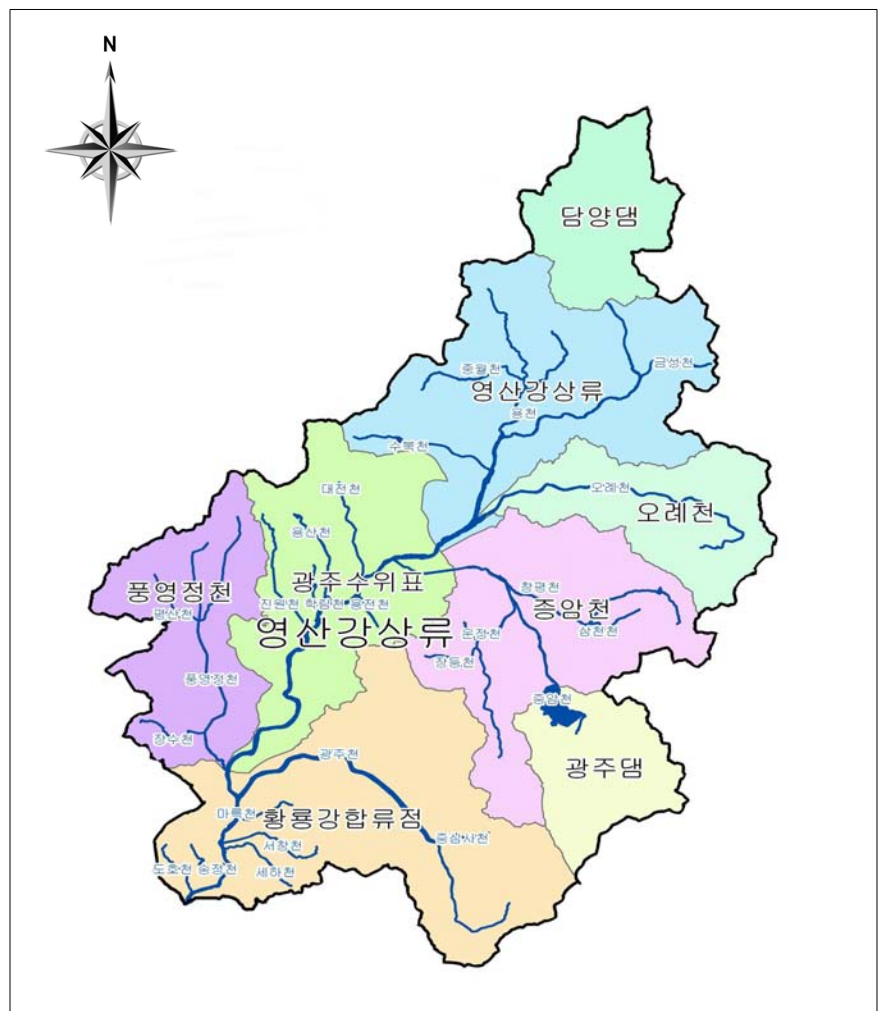 N
담양댐
중월천
금성천
영산강상류
용천
수북천
대전천
오례천
오례천
용산천
풍영정천
평산천
광주수위표
진원천 학림천 용전천
창평천
증암천
삼천천
영산강상류
운정천
장등천
풍영정천
증암천
장수천
광주천
광주댐
마륵천
황룡강합류점
증심사천
서창천
도호천 송정천
세하천